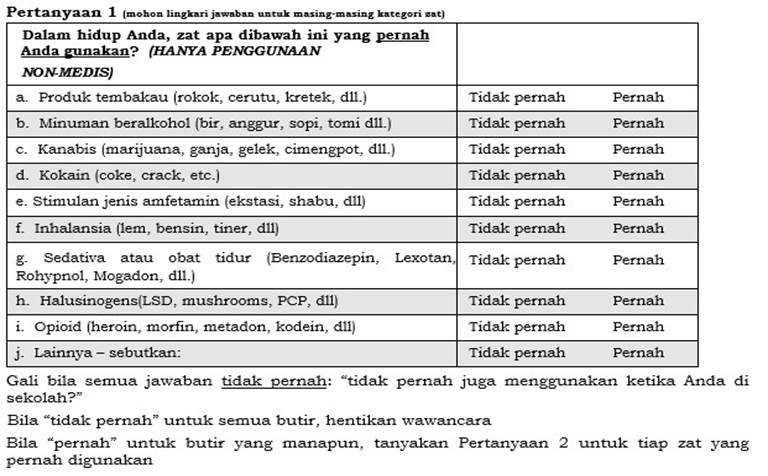 Pertanyaan 1 (mohon lingkari jawaban untuk masing-masing kategori zat)
Dalam hidup Anda, zat apa dibawah ini yang pernah
Anda gunakan? (HANYA PENGGUNAAN
NON-MEDIS)
a. Produk tembakau (rokok, cerutu, kretek, dll.) Tidak pernah Pernah
b. Minuman beralkohol (bir, anggur, sopi, tomi dll.) Tidak pernah Pernah
c. Kanabis (marijuana, ganja, gelek, cimengpot, dll.) Tidak pernah Pernah
d. Kokain (coke, crack, etc.) Tidak pernah Pernah
e. Stimulan jenis amfetamin (ekstasi, shabu, dll) Tidak pernah Pernah
f. Inhalansia (lem, bensin, tiner, dll) Tidak pernah Pernah
g. Sedativa atau obat tidur (Benzodiazepin, Lexotan, Tidak pernah Pernah
Rohypnol, Mogadon, dll.)
h. Halusinogens(LSD, mushrooms, PCP, dll) Tidak pernah Pernah
i. Opioid (heroin, morfin, metadon, kodein, dll) Tidak pernah Pernah
j. Lainnya – sebutkan: Tidak pernah Pernah
Gali bila semua jawaban tidak pernah: “tidak pernah juga menggunakan ketika Anda di
sekolah?”
Bila “tidak pernah” untuk semua butir, hentikan wawancara
Bila “pernah” untuk butir yang manapun, tanyakan Pertanyaan 2 untuk tiap zat yang
pernah digunakan